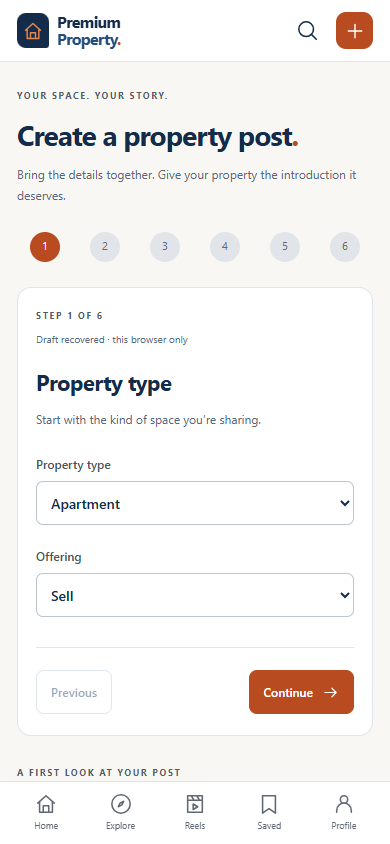 Premium
Property.
YOUR SPACE. YOUR STORY.
Create a property post.
Bring the details together. Give your property the introduction it
deserves.
1 2 3 4 5 6
STEP 1 OF 6
Draft recovered · this browser only
Property type
Start with the kind of space you're sharing.
Property type
Apartment
Offering
Sell
Previous
Continue →
A FIRST LOOK AT YOUR POST
Home Explore Reels Saved Profile